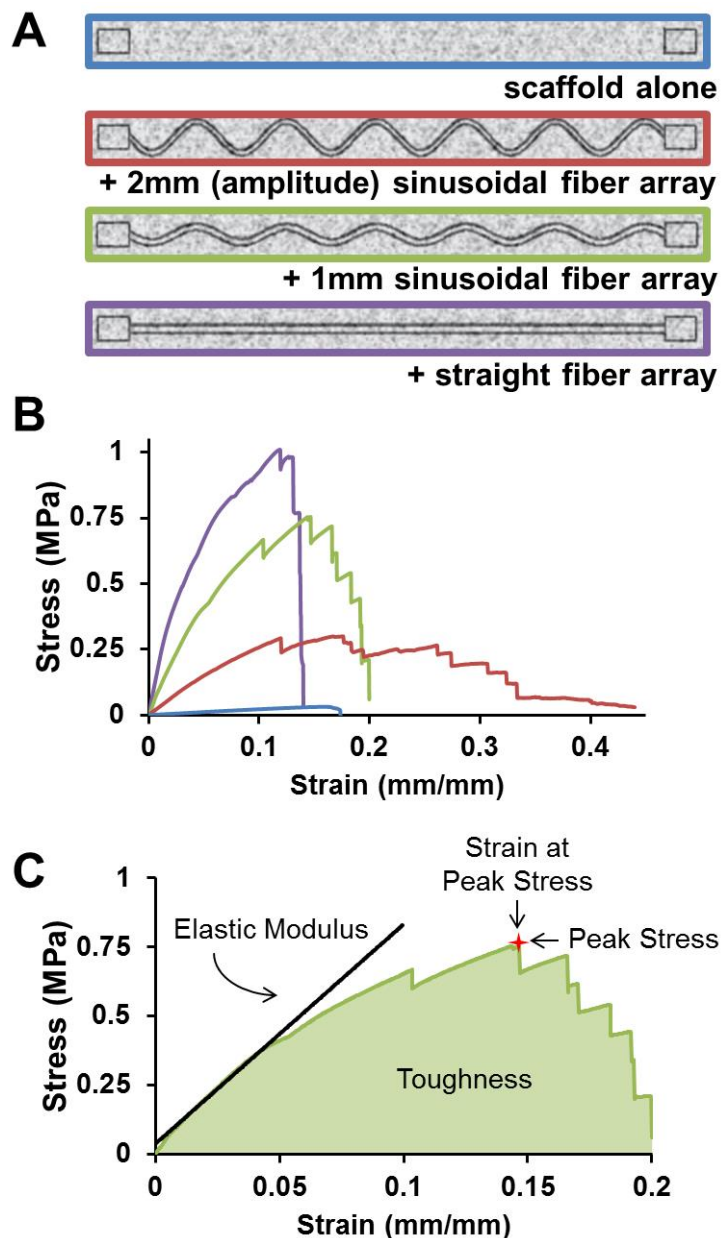 A
scaffold alone
+ 2mm (amplitude) sinusoidal fiber array
+ 1mm sinusoidal fiber array
+ straight fiber array
B
1
0.75
0.5
0.25
0
Stress (MPa)
0 0.1 0.2 0.3 0.4
Strain (mm/mm)
C
Strain at
Peak Stress
Peak Stress
Elastic Modulus
Toughness
1
0.75
0.5
0.25
0
Stress (MPa)
0 0.05 0.1 0.15 0.2
Strain (mm/mm)